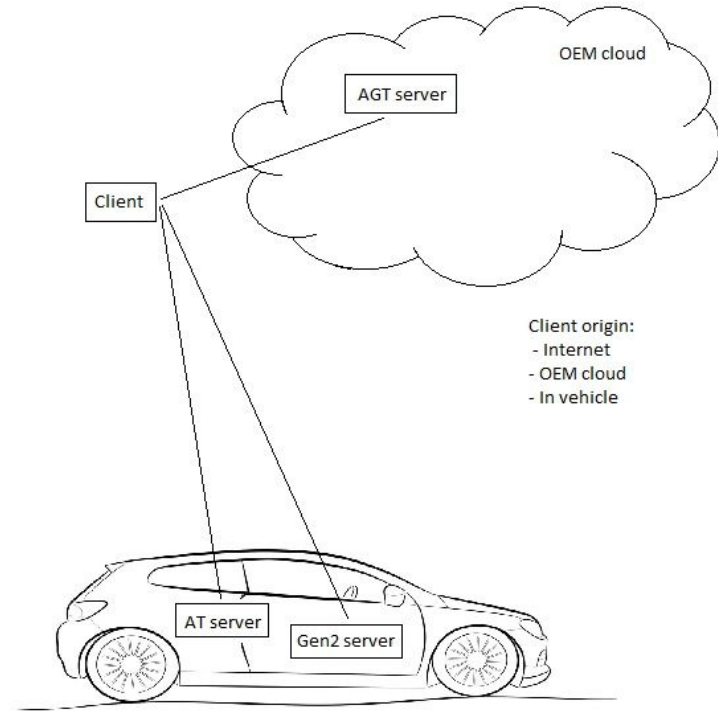 OEM cloud
AGT server
Client
Client origin:
- Internet
- OEM cloud
- In vehicle
AT server
Gen2 server